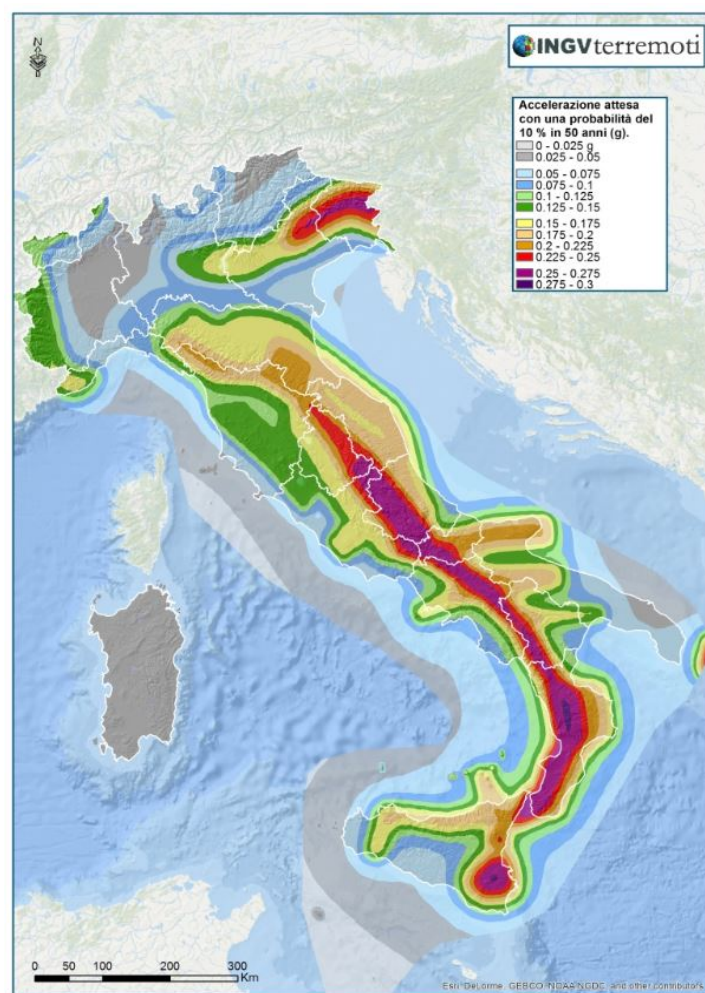 N
INGVterremoti
Accelerazione attesa
con una probabilità del
10 % in 50 anni (g).
0 - 0.025 g
0.025 - 0.05
0.05 - 0.075
0.075 - 0.1
0.1 - 0.125
0.125 - 0.15
0.15 - 0.175
0.175 - 0.2
0.2 - 0.225
0.225 - 0.25
0.25 - 0.275
0.275 - 0.3
0 50 100 200 300
Km
Esri, DeLorme, GEBCO, NOAA NGDC, and other contributors